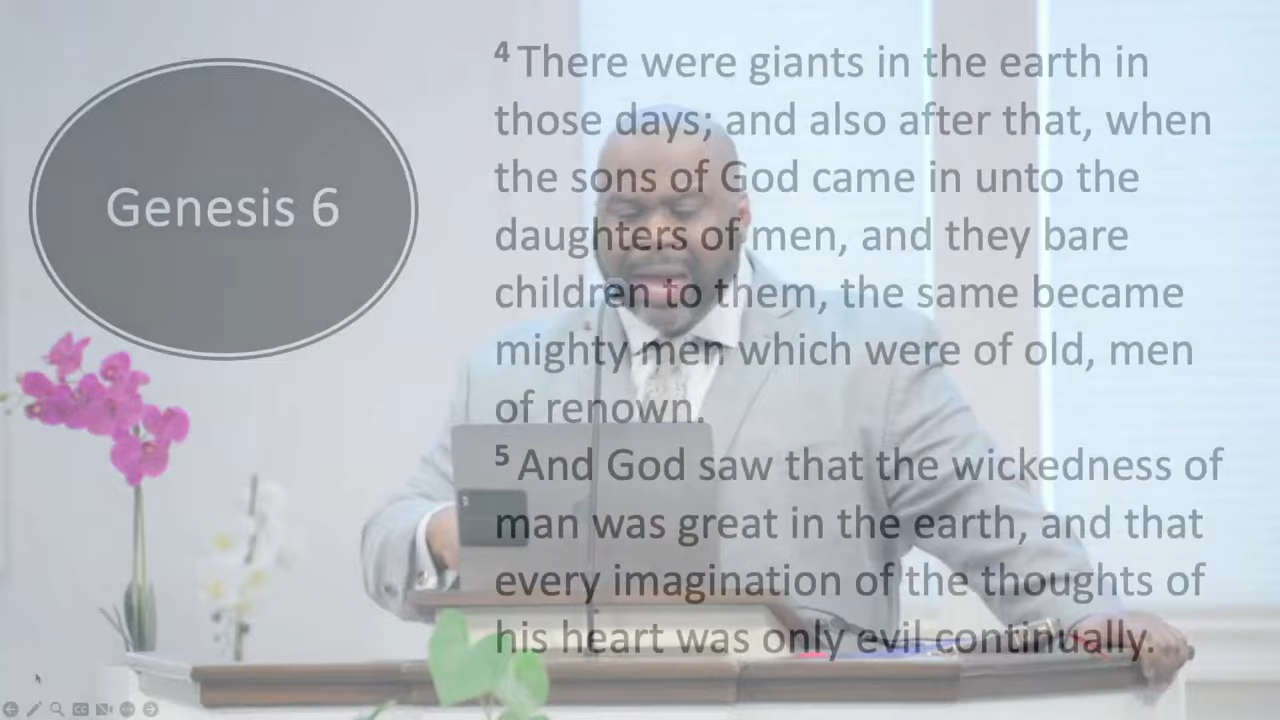 Genesis 6
4 There were giants in the earth in
those days; and also after that, when
the sons of God came in unto the
daughters of men, and they bare
children to them, the same became
mighty men which were of old, men
of renown.
5 And God saw that the wickedness of
man was great in the earth, and that
every imagination of the thoughts of
his heart was only evil continually.